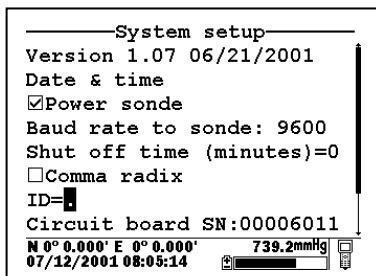 System setup
Version 1.07 06/21/2001
Date & time
☑Power sonde
Baud rate to sonde: 9600
Shut off time (minutes)=0
☐Comma radix
ID=.
Circuit board SN:00006011
N 0° 0.000' E 0° 0.000' 739.2mmHg
07/12/2001 08:05:14